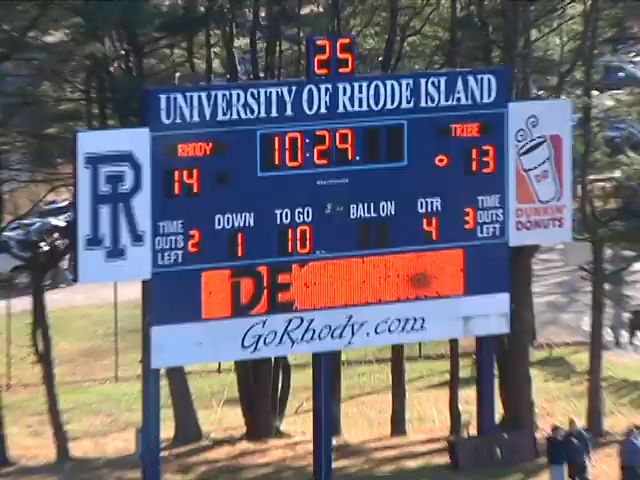 25
UNIVERSITY OF RHODE ISLAND
RHODY 10:29. TRIBE
14 13
DOWN TO GO BALL ON QTR
TIME OUTS LEFT 2 1 10 4 3 TIME OUTS LEFT
DE
GoRhody.com
RI
DUNKIN'
DONUTS
DD